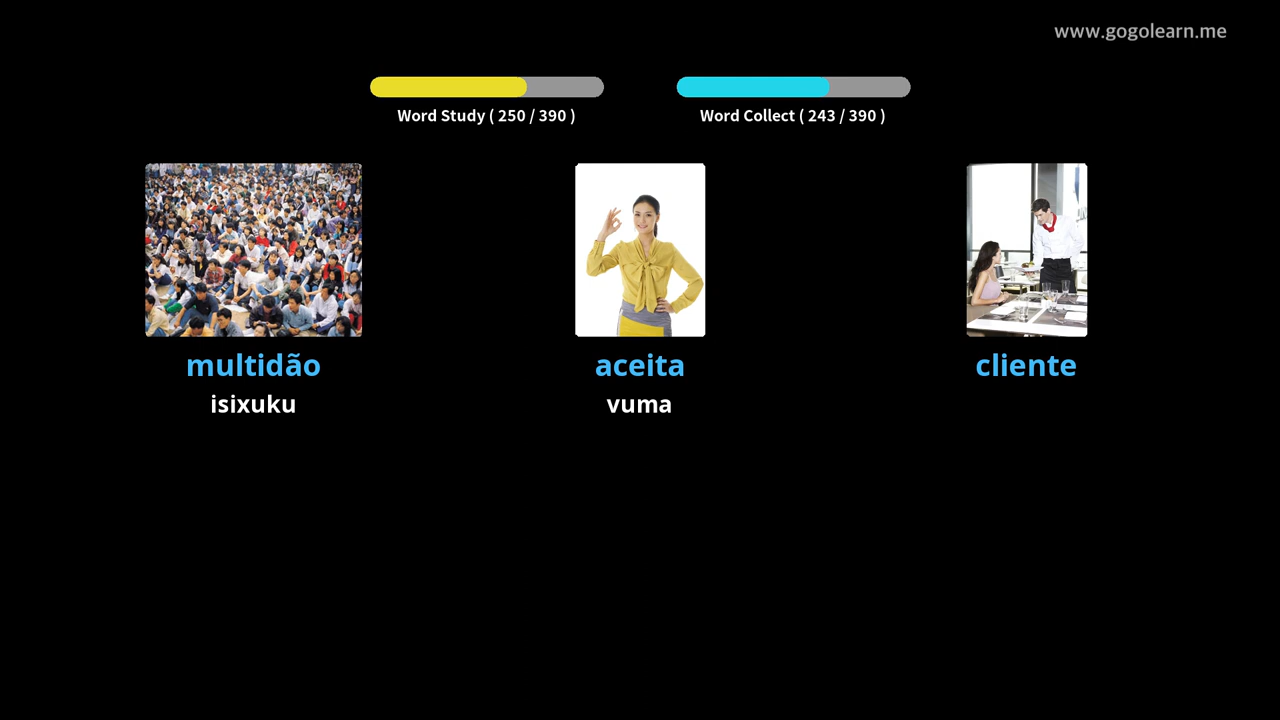 www.gogolearn.me
Word Study ( 250 / 390 )
Word Collect ( 243 / 390 )
multidão
aceita
cliente
isixuku
vuma